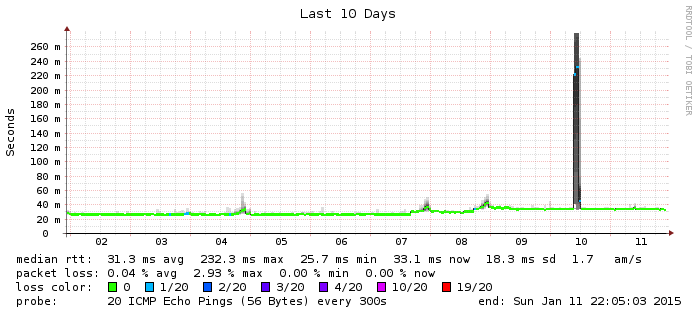 Last 10 Days
RRDTOOL / TOBI OETIKER
Seconds
260 m
240 m
220 m
200 m
180 m
160 m
140 m
120 m
100 m
80 m
60 m
40 m
20 m
0
02 03 04 05 06 07 08 09 10 11
median rtt: 31.3 ms avg 232.3 ms max 25.7 ms min 33.1 ms now 18.3 ms sd 1.7 am/s
packet loss: 0.04 % avg 2.93 % max 0.00 % min 0.00 % now
loss color: 0 1/20 2/20 3/20 4/20 10/20 19/20
probe: 20 ICMP Echo Pings (56 Bytes) every 300s end: Sun Jan 11 22:05:03 2015